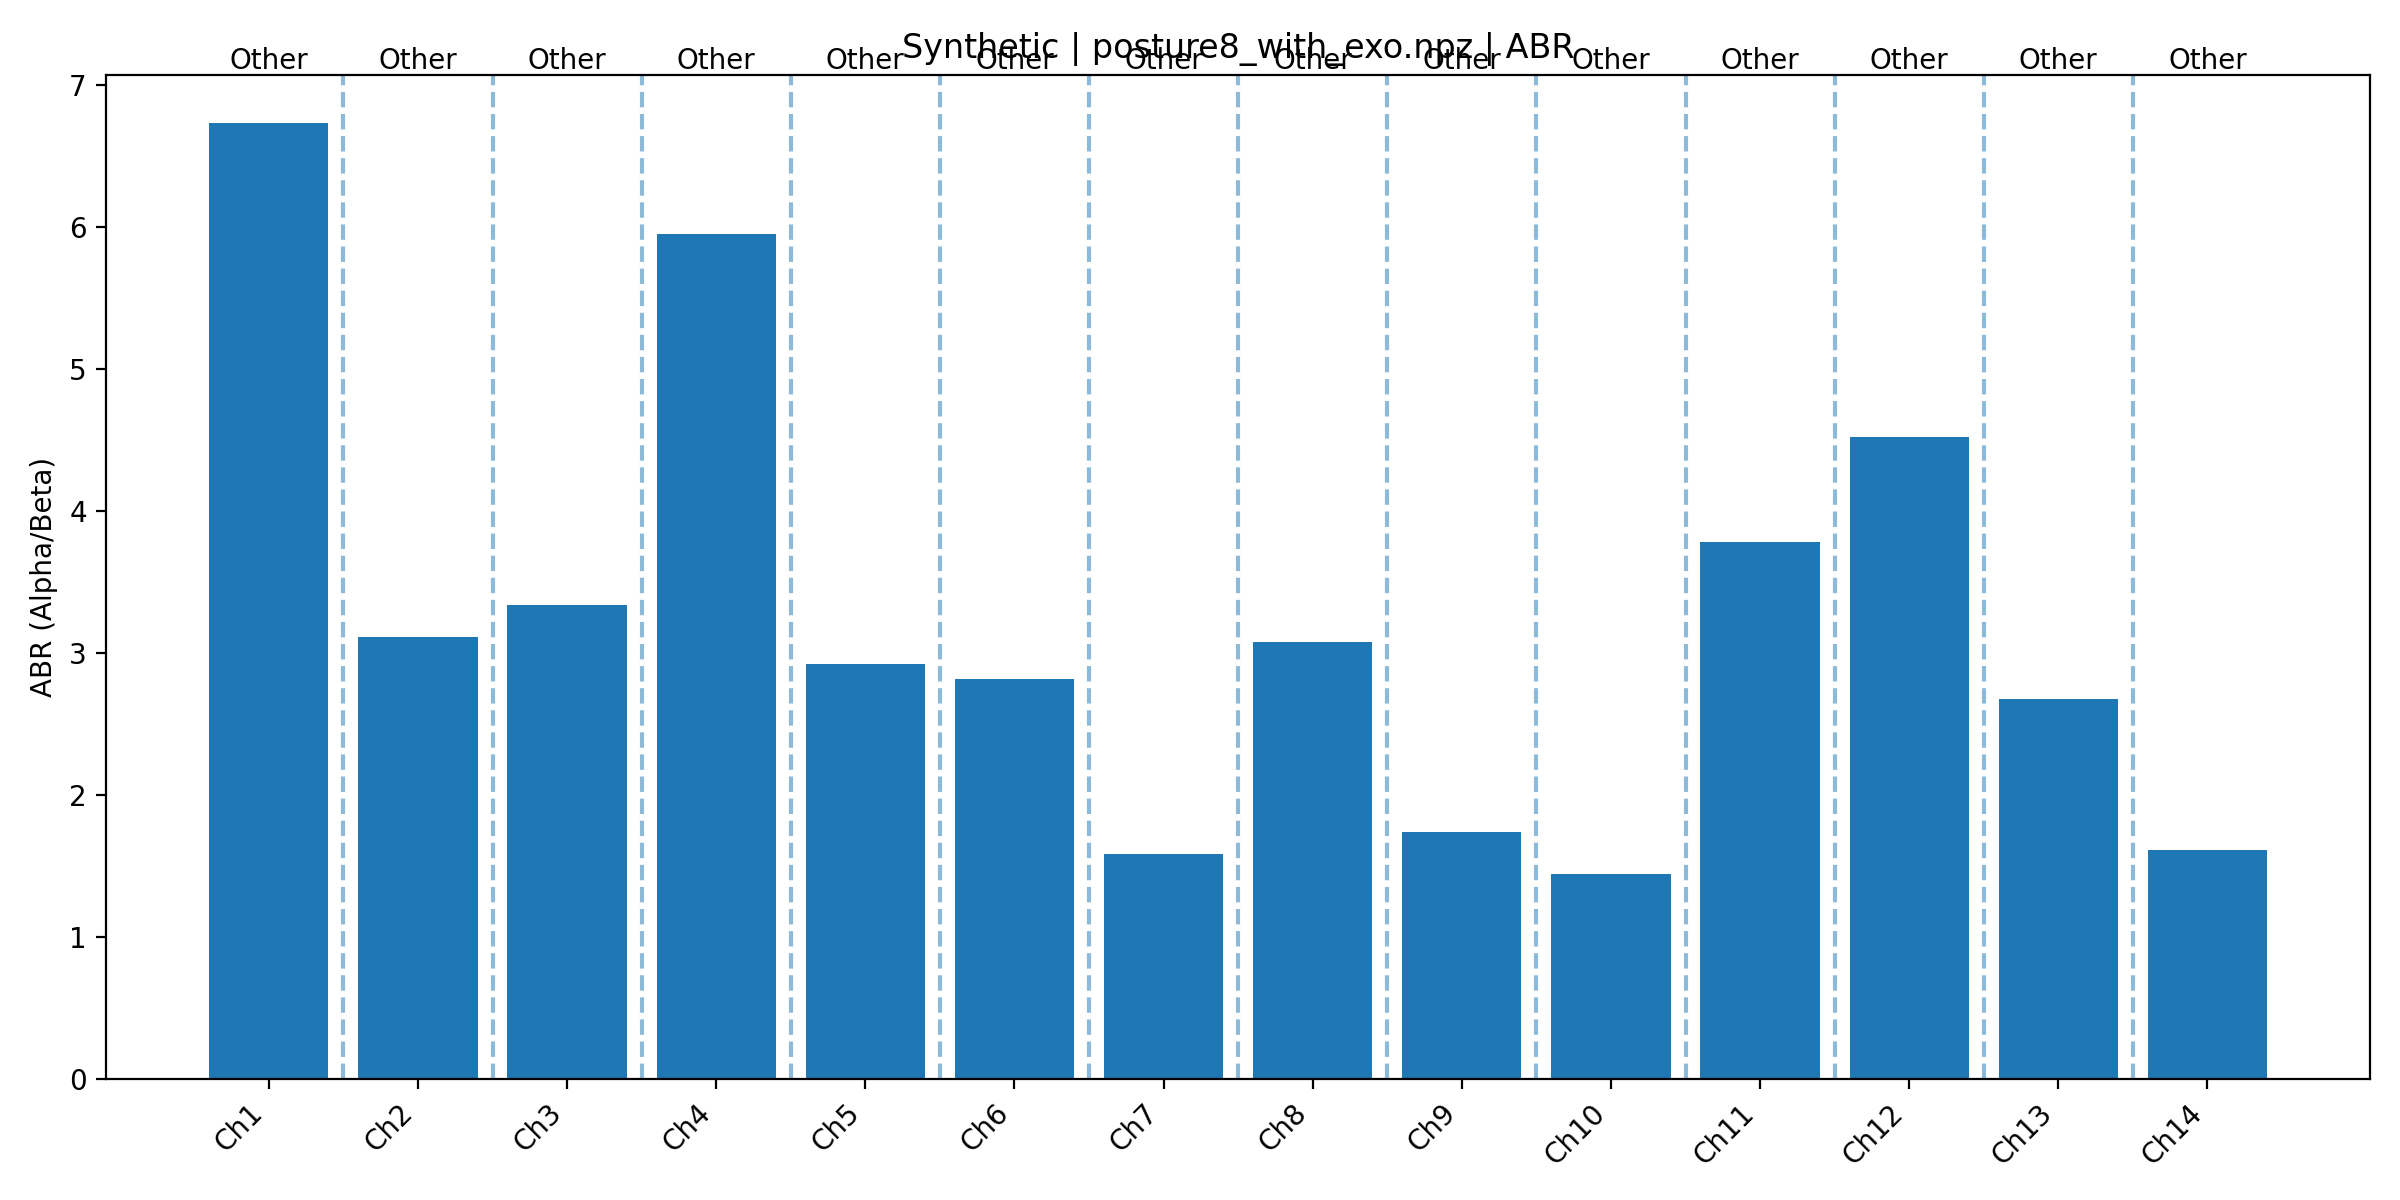 Synthetic | posture8_with_exo.npz | ABR
Other Other Other Other Other Other Other Other Other Other Other Other Other Other
7
6
5
4
3
2
1
0
ABR (Alpha/Beta)
Ch1 Ch2 Ch3 Ch4 Ch5 Ch6 Ch7 Ch8 Ch9 Ch10 Ch11 Ch12 Ch13 Ch14